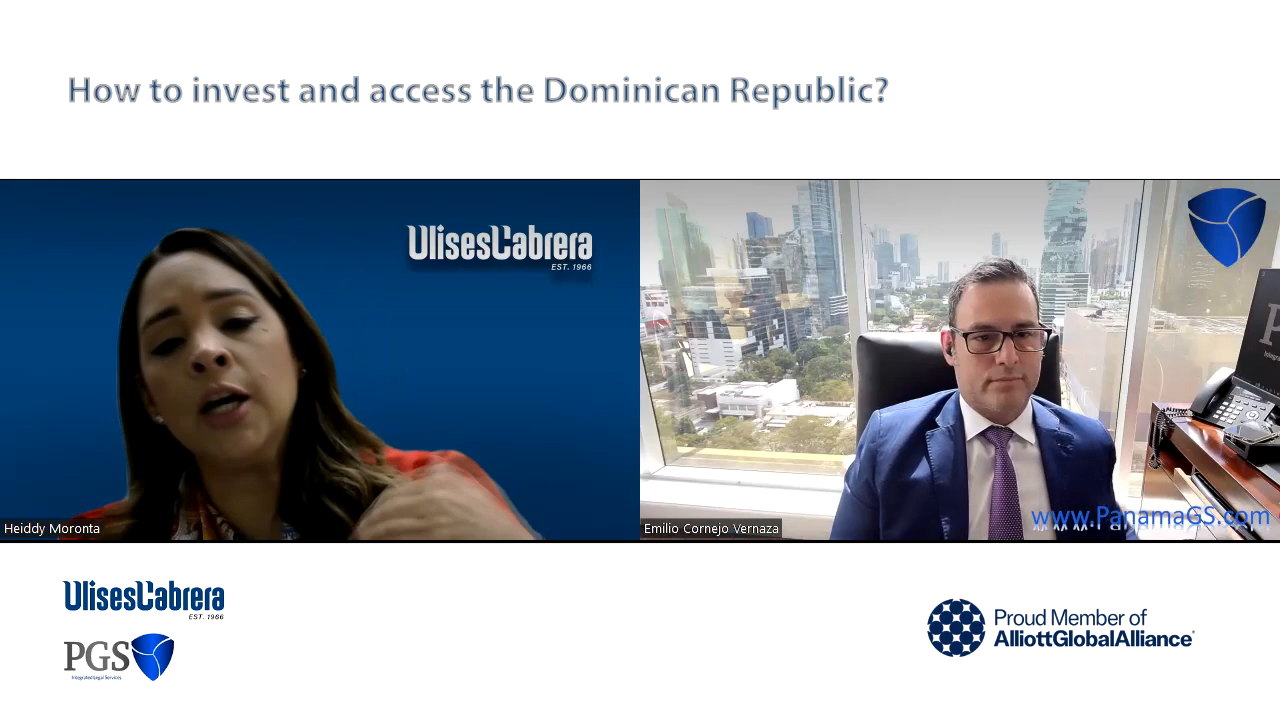 How to invest and access the Dominican Republic?
UlisesCabrera
EST. 1966
Heiddy Moronta
Emilio Cornejo Vernaza
www.PanamaGS.com
UlisesCabrera
EST. 1966
PGS
Integrated Legal Services
Proud Member of
AlliottGlobalAlliance